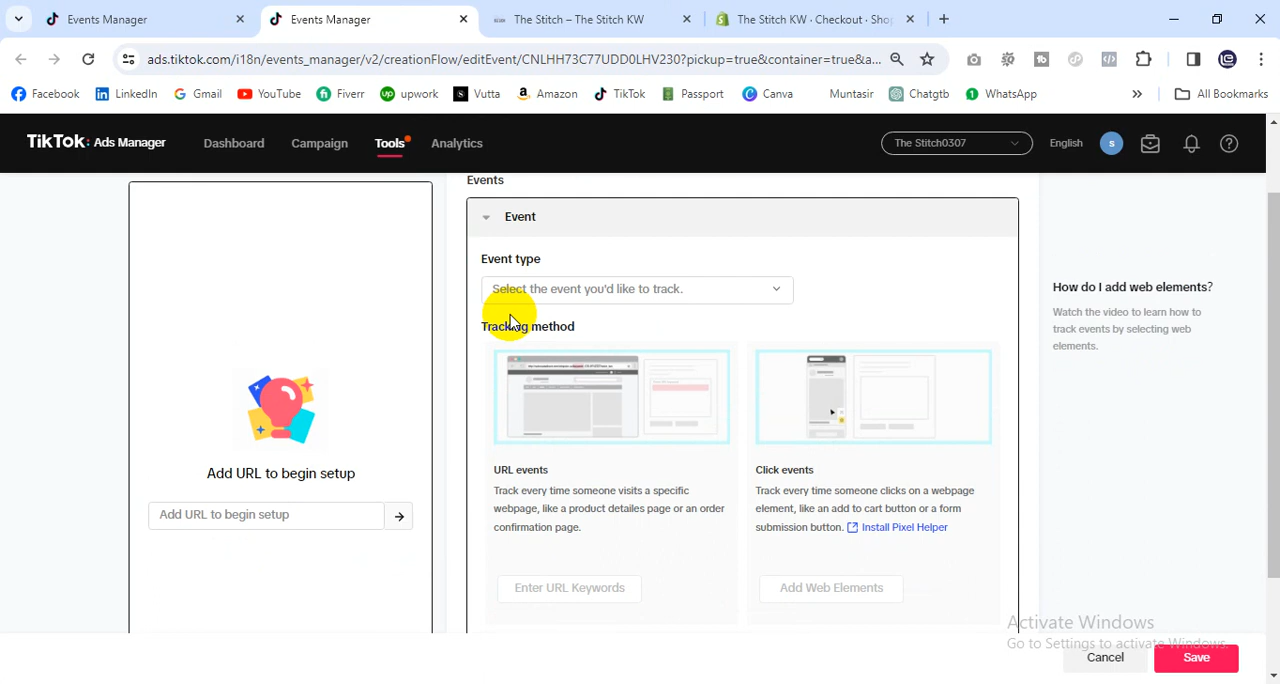 Events Manager
Events Manager
The Stitch – The Stitch KW
The Stitch KW - Checkout - Sho
ads.tiktok.com/i18n/events_manager/v2/creationFlow/editEvent/CNLHH73C77UDD0LHV230?pickup=true&container=true&a...
Facebook
LinkedIn
Gmail
YouTube
Fiverr
upwork
Vutta
Amazon
TikTok
Passport
Canva
Muntasir
Chatgtb
WhatsApp
All Bookmarks
TikTok: Ads Manager
Dashboard
Campaign
Tools
Analytics
The Stitch0307
English
S
Events
Event
Event type
Select the event you'd like to track.
Tracking method
URL events
Track every time someone visits a specific
webpage, like a product detailes page or an order
confirmation page.
Enter URL Keywords
Click events
Track every time someone clicks on a webpage
element, like an add to cart button or a form
submission button. Install Pixel Helper
Add Web Elements
Add URL to begin setup
Add URL to begin setup
How do I add web elements?
Watch the video to learn how to
track events by selecting web
elements.
Activate Windows
Go to Settings to activate Windows.
Cancel
Save